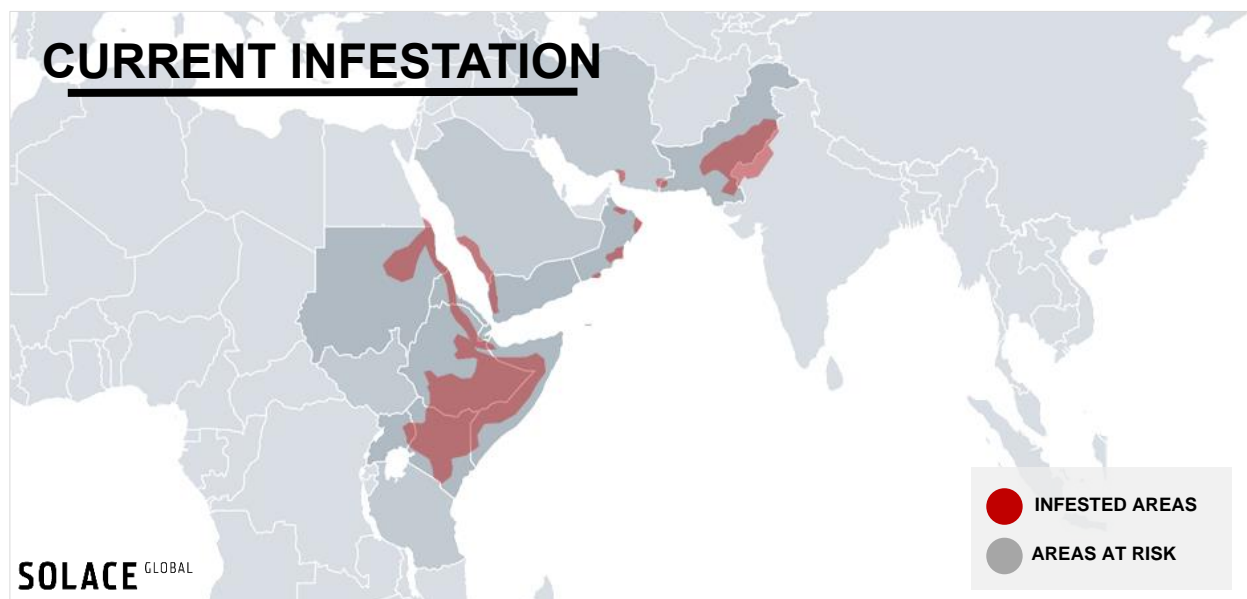 CURRENT INFESTATION
INFESTED AREAS
AREAS AT RISK
SOLACE GLOBAL